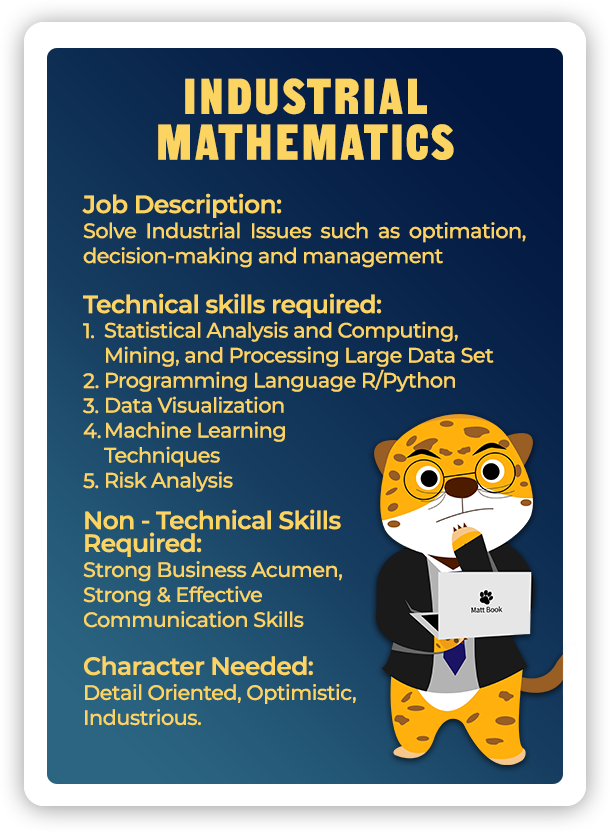 INDUSTRIAL
MATHEMATICS
Job Description:
Solve Industrial Issues such as optimation,
decision-making and management
Technical skills required:
1. Statistical Analysis and Computing,
Mining, and Processing Large Data Set
2. Programming Language R/Python
3. Data Visualization
4. Machine Learning
Techniques
5. Risk Analysis
Non - Technical Skills
Required:
Strong Business Acumen,
Strong & Effective
Communication Skills
Matt Book
Character Needed:
Detail Oriented, Optimistic,
Industrious.